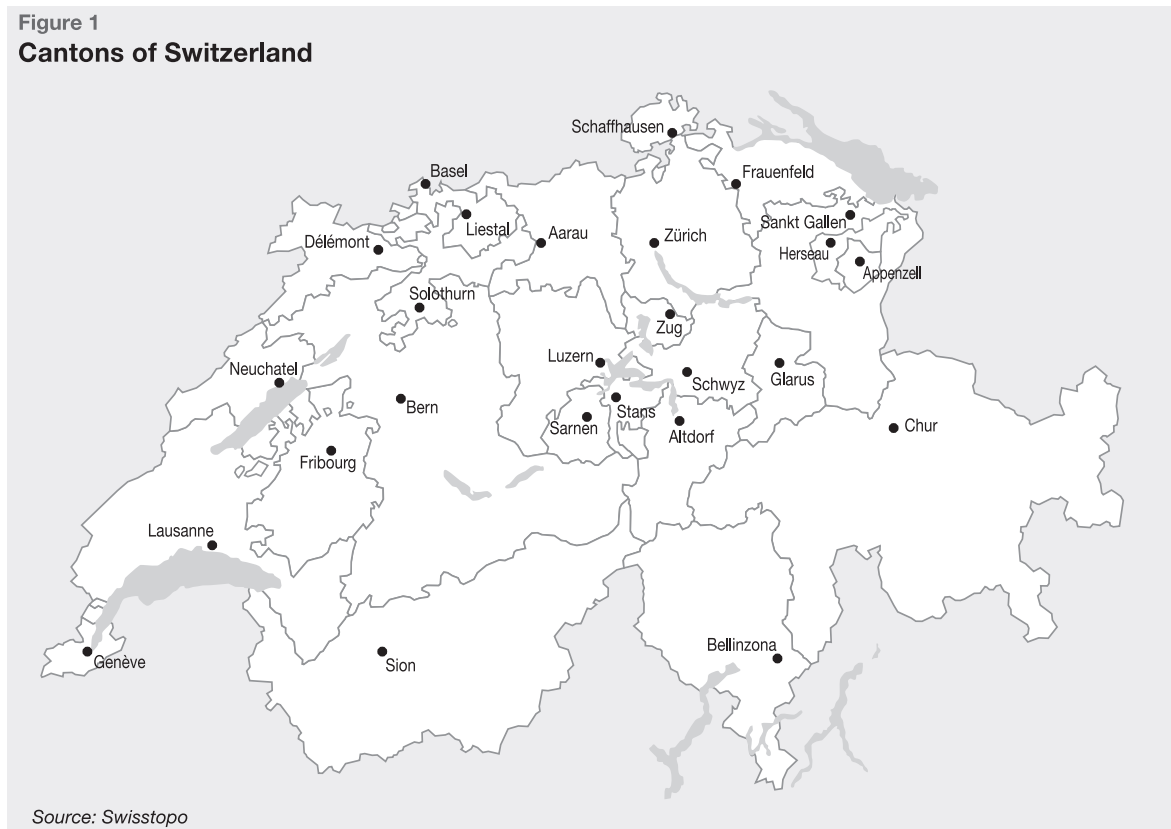 Figure 1
Cantons of Switzerland
Schaffhausen
Basel
Frauenfeld
Liestal
Sankt Gallen
Délémont
Aarau
Zürich
Herseau
Appenzell
Solothurn
Zug
Luzern
Neuchatel
Schwyz
Glarus
Bern
Stans
Sarnen
Altdorf
Chur
Fribourg
Lausanne
Bellinzona
Genève
Sion
Source: Swisstopo